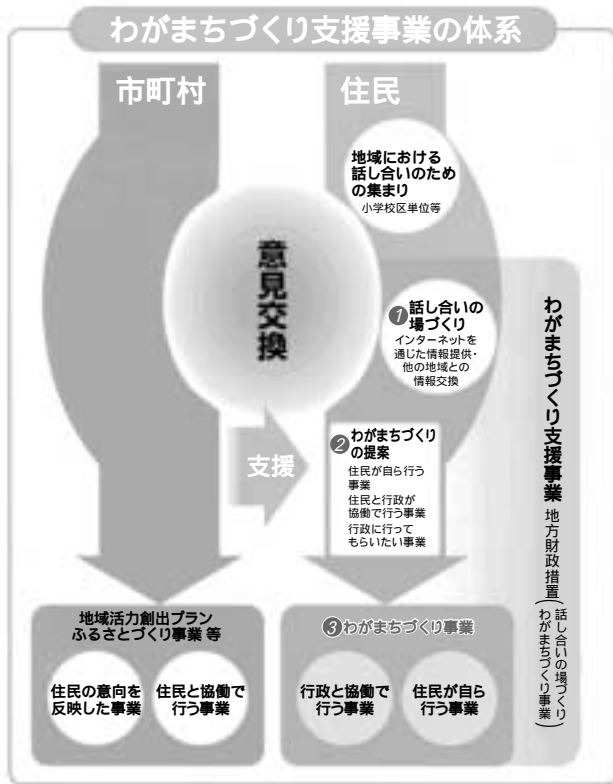 わがまちづくり支援事業の体系
市町村
住民
地域における
話し合いのため
の集まり
小学校区単位等
意見交換
❶話し合いの
場づくり
インターネットを
通じた情報提供・
他の地域との
情報交換
支援
❷わがまちづくり
の提案
住民が自ら行う
事業
住民と行政が
協働で行う事業
行政に行って
もらいたい事業
わがまちづくり支援事業 地方財政措置
(話し合いの場づくり
わがまちづくり事業)
地域活力創出プラン
ふるさとづくり事業 等
住民の意向を
反映した事業
住民と協働で
行う事業
❸わがまちづくり事業
行政と協働で
行う事業
住民が自ら
行う事業